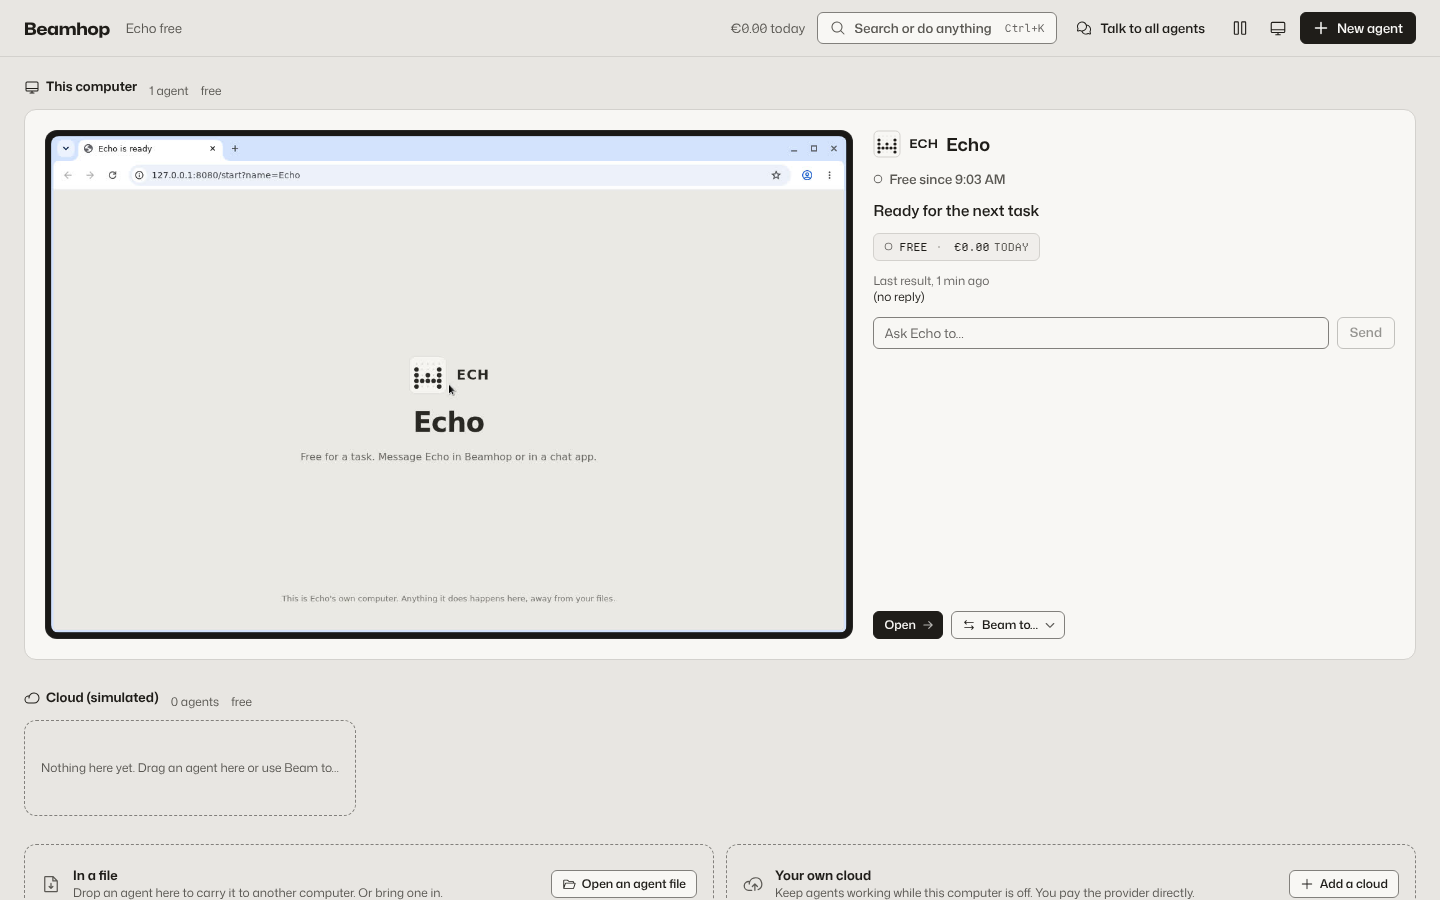 Beamhop
Echo free
€0.00 today
Search or do anything Ctrl+K
Talk to all agents
New agent
This computer 1 agent free
Echo is ready
127.0.0.1:8080/start?name=Echo
ECH
Echo
Free for a task. Message Echo in Beamhop or in a chat app.
This is Echo's own computer. Anything it does happens here, away from your files.
ECH Echo
Free since 9:03 AM
Ready for the next task
FREE · €0.00 TODAY
Last result, 1 min ago
(no reply)
Ask Echo to...
Send
Open
Beam to...
Cloud (simulated) 0 agents free
Nothing here yet. Drag an agent here or use Beam to...
In a file
Drop an agent here to carry it to another computer. Or bring one in.
Open an agent file
Your own cloud
Keep agents working while this computer is off. You pay the provider directly.
Add a cloud